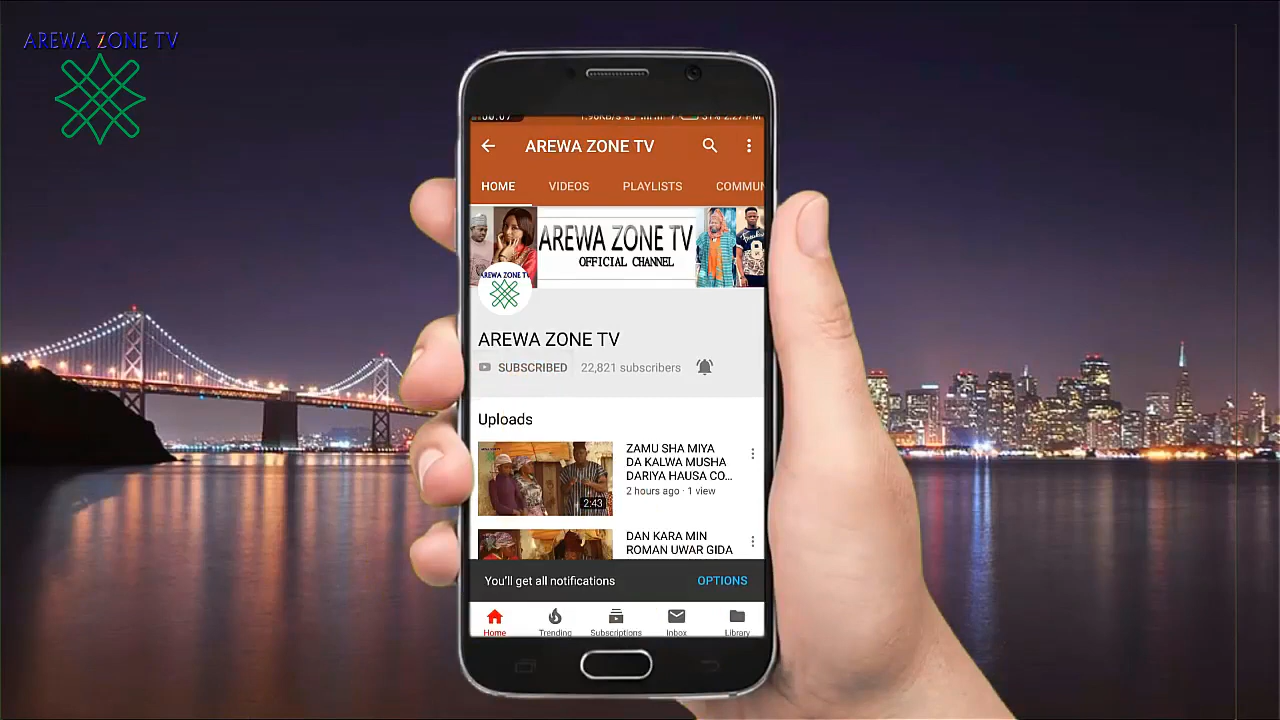 AREWA ZONE TV
AREWA ZONE TV
HOME VIDEOS PLAYLISTS COMMUN
AREWA ZONE TV
OFFICIAL CHANNEL
AREWA ZONE TV
AREWA ZONE TV
SUBSCRIBED 22,821 subscribers
Uploads
ZAMU SHA MIYA
DA KALWA MUSHA
DARIYA HAUSA CO...
2 hours ago · 1 view
2:43
DAN KARA MIN
ROMAN UWAR GIDA
You'll get all notifications OPTIONS
Home Trending Subscriptions Inbox Library